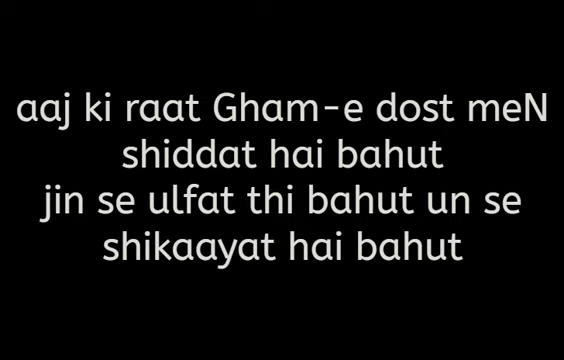 aaj ki raat Gham-e dost meN
shiddat hai bahut
jin se ulfat thi bahut un se
shikaayat hai bahut